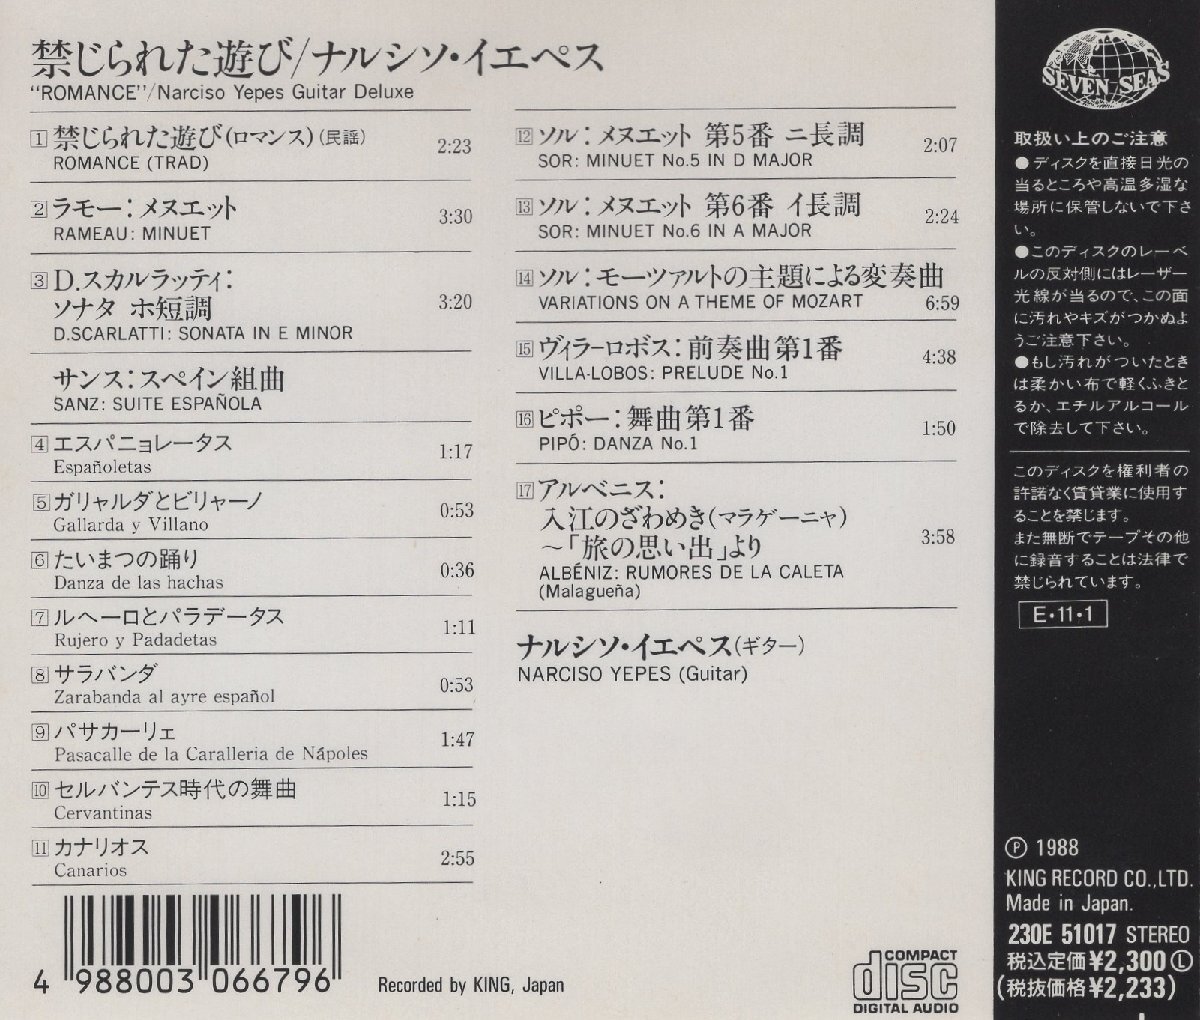 禁じられた遊び/ナルシソ・イエペス
"ROMANCE"/Narciso Yepes Guitar Deluxe
1 禁じられた遊び(ロマンス)(民謡) 2:23
ROMANCE (TRAD)
2 ラモー: メヌエット 3:30
RAMEAU: MINUET
3 D.スカルラッティ:
ソナタ ホ短調 3:20
D.SCARLATTI: SONATA IN E MINOR
サンス: スペイン組曲
SANZ: SUITE ESPAÑOLA
4 エスパニョレータス 1:17
Españoletas
5 ガリャルダとビリャーノ 0:53
Gallarda y Villano
6 たいまつの踊り 0:36
Danza de las hachas
7 ルヘーロとパラデータス 1:11
Rujero y Padadetas
8 サラバンダ 0:53
Zarabanda al ayre español
9 パサカーリェ 1:47
Pasacalle de la Caralleria de Nápoles
10 セルバンテス時代の舞曲 1:15
Cervantinas
11 カナリオス 2:55
Canarios
12 ソル: メヌエット 第5番 ニ長調 2:07
SOR: MINUET No.5 IN D MAJOR
13 ソル: メヌエット 第6番 イ長調 2:24
SOR: MINUET No.6 IN A MAJOR
14 ソル: モーツァルトの主題による変奏曲
VARIATIONS ON A THEME OF MOZART 6:59
15 ヴィラ-ロボス: 前奏曲第1番 4:38
VILLA-LOBOS: PRELUDE No.1
16 ピポー: 舞曲第1番 1:50
PIPÓ: DANZA No.1
17 アルベニス:
入江のざわめき(マラゲーニャ) 3:58
〜「旅の思い出」より
ALBÉNIZ: RUMORES DE LA CALETA
(Malagueña)
ナルシソ・イエペス(ギター)
NARCISO YEPES (Guitar)
4 988003 066796
Recorded by KING, Japan
COMPACT
disc
DIGITAL AUDIO
SEVEN SEAS
取扱い上のご注意
●ディスクを直接日光の
当るところや高温多湿な
場所に保管しないで下さ
い。
●このディスクのレーベ
ルの反対側にはレーザー
光線が当るので、この面
に汚れやキズがつかぬよ
うご注意下さい。
●もし汚れがついたとき
は柔かい布で軽くふきと
るか、エチルアルコール
で除去して下さい。
このディスクを権利者の
許諾なく賃貸業に使用す
ることを禁じます。
また無断でテープその他
に録音することは法律で
禁じられています。
E・11・1
Ⓟ 1988
KING RECORD CO.,LTD.
Made in Japan.
230E 51017 STEREO
税込定価¥2,300Ⓛ
(税抜価格¥2,233)